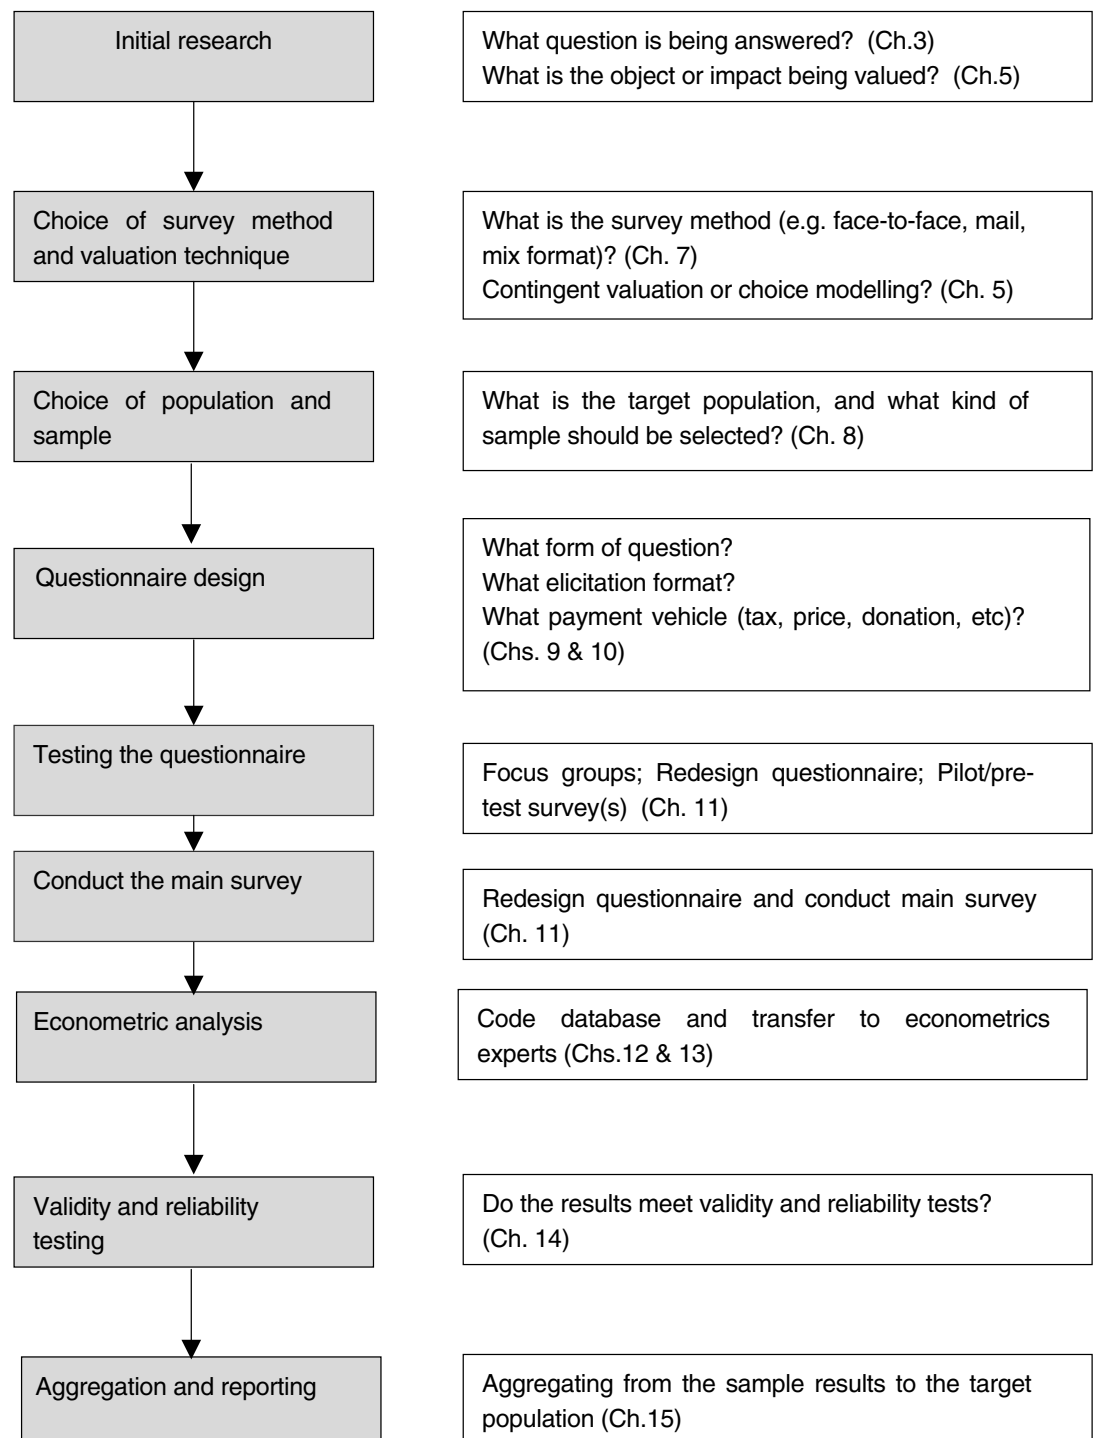 Initial research
What question is being answered? (Ch.3)
What is the object or impact being valued? (Ch.5)
Choice of survey method
and valuation technique
What is the survey method (e.g. face-to-face, mail,
mix format)? (Ch. 7)
Contingent valuation or choice modelling? (Ch. 5)
Choice of population and
sample
What is the target population, and what kind of
sample should be selected? (Ch. 8)
Questionnaire design
What form of question?
What elicitation format?
What payment vehicle (tax, price, donation, etc)?
(Chs. 9 & 10)
Testing the questionnaire
Focus groups; Redesign questionnaire; Pilot/pre-
test survey(s) (Ch. 11)
Conduct the main survey
Redesign questionnaire and conduct main survey
(Ch. 11)
Econometric analysis
Code database and transfer to econometrics
experts (Chs.12 & 13)
Validity and reliability
testing
Do the results meet validity and reliability tests?
(Ch. 14)
Aggregation and reporting
Aggregating from the sample results to the target
population (Ch.15)